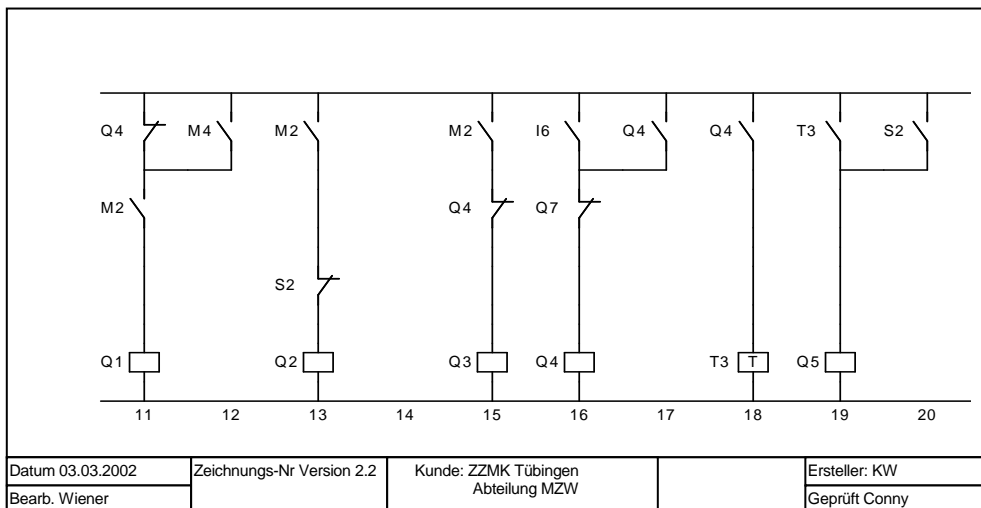 Q4 M4 M2 M2 I6 Q4 Q4 T3 S2
M2 Q4 Q7
S2
Q1 Q2 Q3 Q4 T3 T Q5
11 12 13 14 15 16 17 18 19 20
Datum 03.03.2002 Zeichnungs-Nr Version 2.2 Kunde: ZZMK Tübingen Ersteller: KW
Abteilung MZW
Bearb. Wiener Geprüft Conny